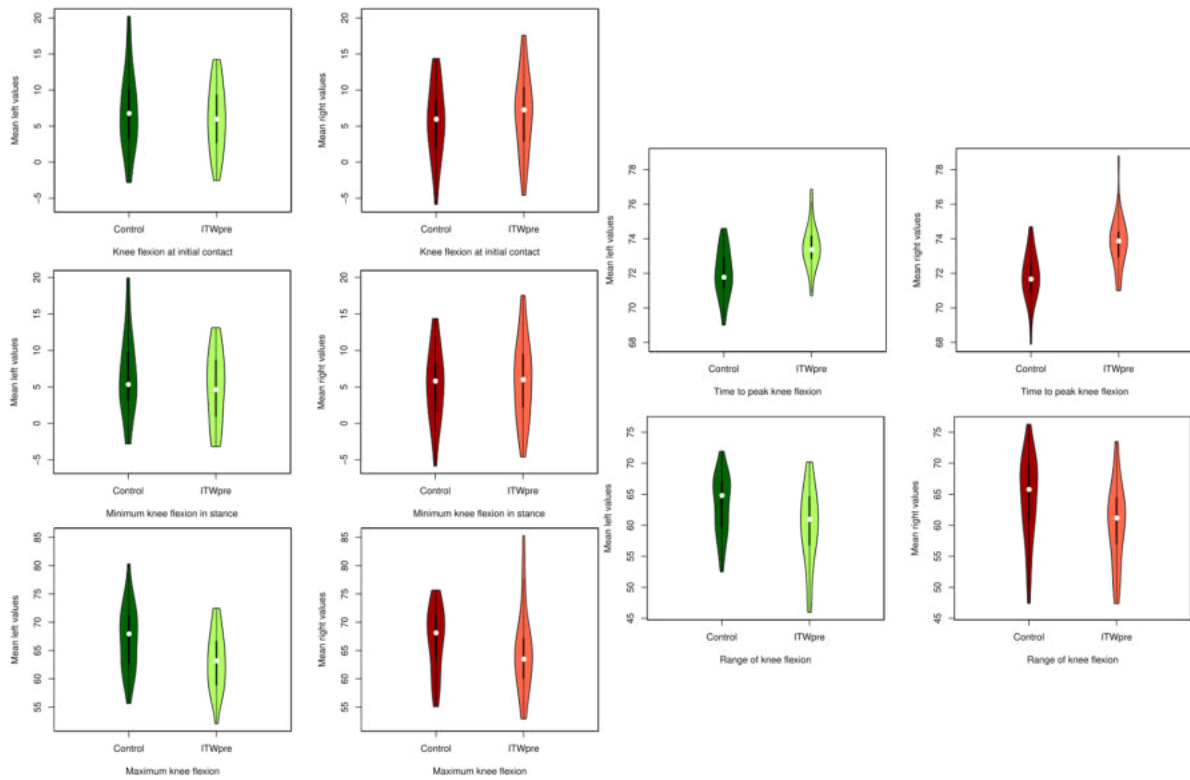 Mean left values
20
15
10
5
0
-5
Control ITWpre
Knee flexion at initial contact
Mean right values
20
15
10
5
0
-5
Control ITWpre
Knee flexion at initial contact
Mean left values
20
15
10
5
0
-5
Control ITWpre
Minimum knee flexion in stance
Mean right values
20
15
10
5
0
-5
Control ITWpre
Minimum knee flexion in stance
Mean left values
85
80
75
70
65
60
55
Control ITWpre
Maximum knee flexion
Mean right values
85
80
75
70
65
60
55
Control ITWpre
Maximum knee flexion
Mean left values
78
76
74
72
70
68
Control ITWpre
Time to peak knee flexion
Mean right values
78
76
74
72
70
68
Control ITWpre
Time to peak knee flexion
Mean left values
75
70
65
60
55
50
45
Control ITWpre
Range of knee flexion
Mean right values
75
70
65
60
55
50
45
Control ITWpre
Range of knee flexion